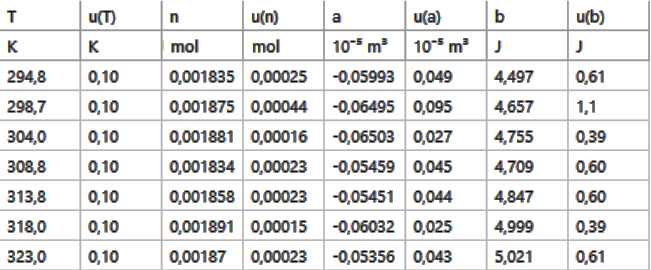 T u(T) n u(n) a u(a) b u(b)
K K mol mol 10⁻⁵ m³ 10⁻⁵ m³ J J
294,8 0,10 0,001835 0,00025 -0,05993 0,049 4,497 0,61
298,7 0,10 0,001875 0,00044 -0,06495 0,095 4,657 1,1
304,0 0,10 0,001881 0,00016 -0,06503 0,027 4,755 0,39
308,8 0,10 0,001834 0,00023 -0,05459 0,045 4,709 0,60
313,8 0,10 0,001858 0,00023 -0,05451 0,044 4,847 0,60
318,0 0,10 0,001891 0,00015 -0,06032 0,025 4,999 0,39
323,0 0,10 0,00187 0,00023 -0,05356 0,043 5,021 0,61